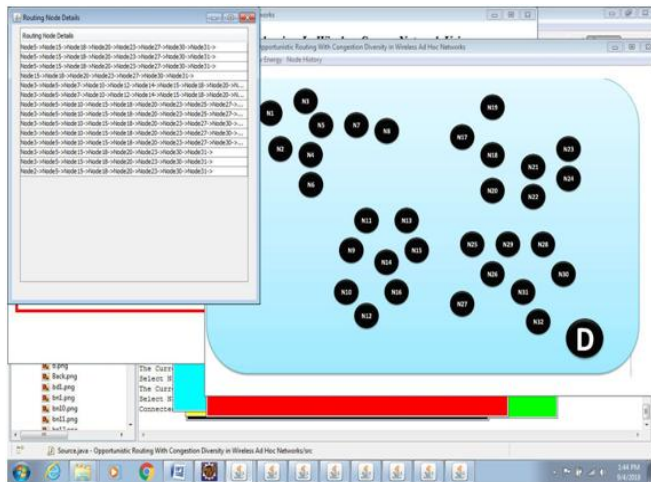 Routing Node Details
Routing Node Details
Node5->Node15->Node18->Node20->Node23->Node27->Node30->Node31->
Node5->Node15->Node18->Node20->Node23->Node27->Node30->Node31->
Node5->Node15->Node18->Node20->Node23->Node27->Node30->Node31->
Node15->Node18->Node20->Node23->Node27->Node30->Node31->
Node3->Node5->Node7->Node10->Node12->Node14->Node15->Node18->Node20->N...
Node3->Node5->Node7->Node10->Node12->Node14->Node15->Node18->Node20->N...
Node3->Node5->Node15->Node18->Node20->Node23->Node25->Node27->...
Node3->Node5->Node15->Node18->Node20->Node23->Node25->Node27->...
Node3->Node5->Node15->Node18->Node20->Node23->Node27->Node30->...
Node3->Node5->Node15->Node18->Node20->Node23->Node27->Node30->...
Node3->Node5->Node15->Node18->Node20->Node23->Node27->Node30->...
Node3->Node5->Node15->Node18->Node20->Node23->Node30->Node31->
Node2->Node5->Node15->Node18->Node20->Node23->Node30->Node31->
Node2->Node5->Node15->Node18->Node20->Node23->Node30->Node31->
Opportunistic Routing With Congestion Diversity in Wireless Ad Hoc Networks
Energy Node History
N1
N3
N5
N7
N8
N2
N4
N6
N19
N17
N18
N23
N21
N24
N20
N22
N11
N13
N9
N15
N14
N10
N16
N12
N25
N29
N28
N26
N30
N31
N27
N32
D
Back.png
bd1.png
bn1.png
bn10.png
bn11.png
The Curr
Select N
The Curr
Select N
Connecte
Source.java - Opportunistic Routing With Congestion Diversity in Wireless Ad Hoc Networks/src
1:44 PM
9/4/2018